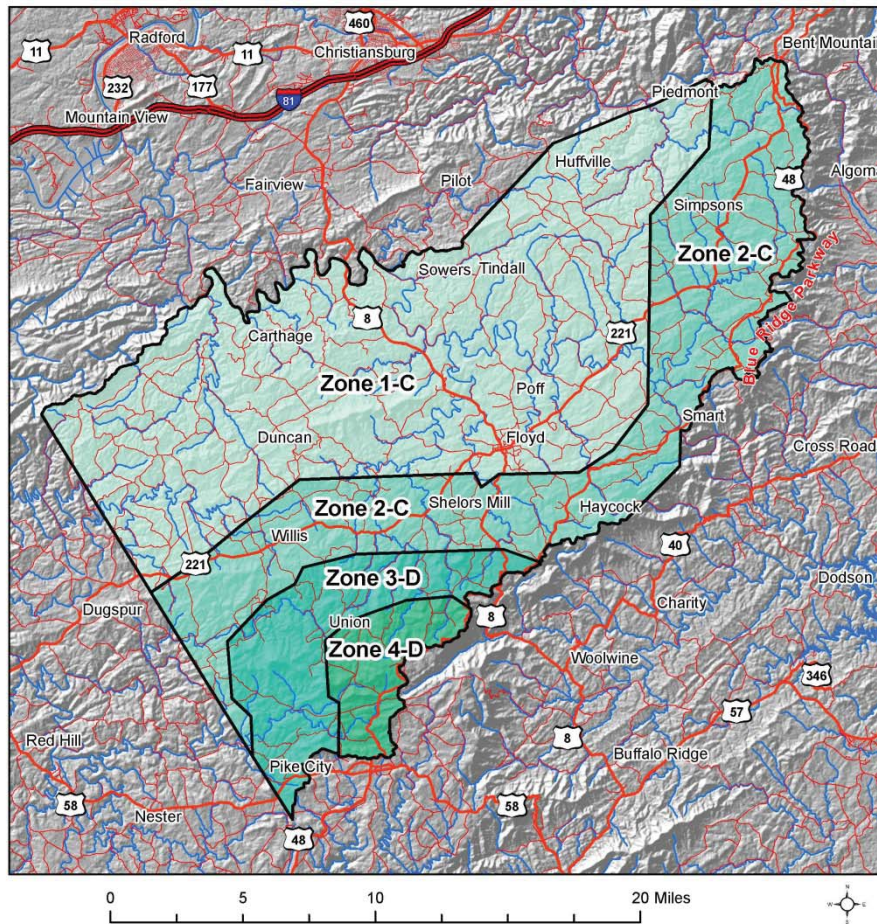 460
Radford
Bent Mountain
11
11
Christiansburg
232
177
81
Piedmont
Mountain View
Huffville
Fairview
Pilot
48
Algoma
Simpsons
Zone 2-C
Sowers
Tindall
Blue Ridge Parkway
8
221
Carthage
Zone 1-C
Poff
Smart
Duncan
Floyd
Cross Road
Zone 2-C
Shelors Mill
Haycock
Willis
40
221
Zone 3-D
Dodson
Dugspur
Charity
8
Union
Zone 4-D
Woolwine
346
57
Red Hill
8
Buffalo Ridge
Pike City
58
58
Nester
48
0 5 10 20 Miles
N
W E
S